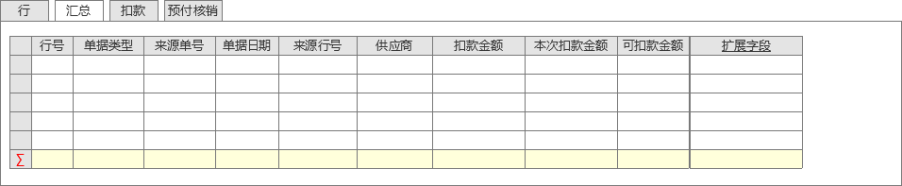 行 汇总 扣款 预付核销
行号 单据类型 来源单号 单据日期 来源行号 供应商 扣款金额 本次扣款金额 可扣款金额 扩展字段
∑